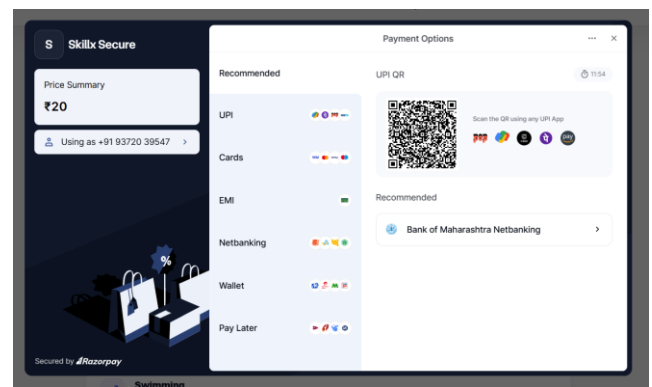 S Skillx Secure
Price Summary
₹20
Using as +91 93720 39547
%
Secured by Razorpay
Payment Options
Recommended
UPI
Cards
EMI
Netbanking
Wallet
Pay Later
UPI QR
11:54
Scan the QR using any UPI App
pop
pay
Recommended
Bank of Maharashtra Netbanking
Swimming